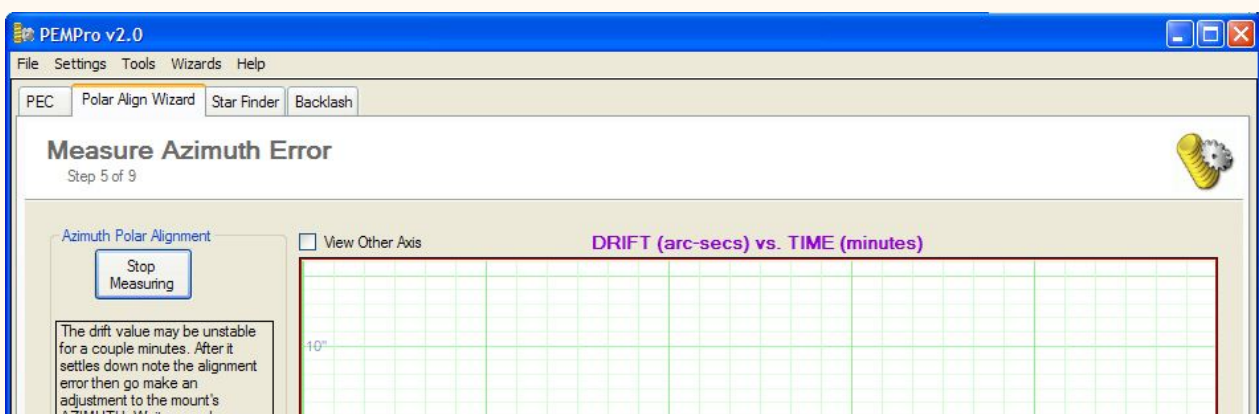 PEMPro v2.0
File Settings Tools Wizards Help
PEC Polar Align Wizard Star Finder Backlash
Measure Azimuth Error
Step 5 of 9
Azimuth Polar Alignment
View Other Axis
DRIFT (arc-secs) vs. TIME (minutes)
Stop
Measuring
The drift value may be unstable
for a couple minutes. After it
settles down note the alignment
error then go make an
adjustment to the mount's
10"